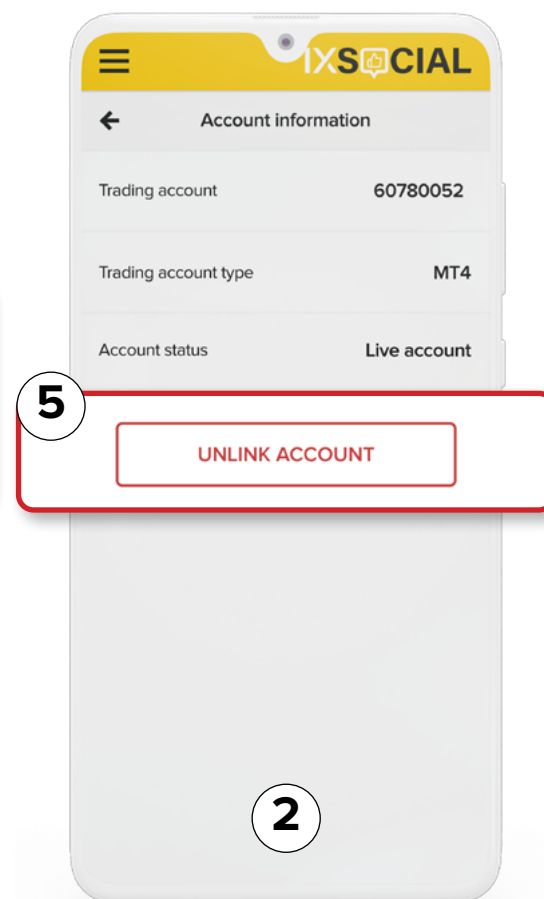 IXSOCIAL
Account information
Trading account 60780052
Trading account type MT4
Account status Live account
5
UNLINK ACCOUNT
2